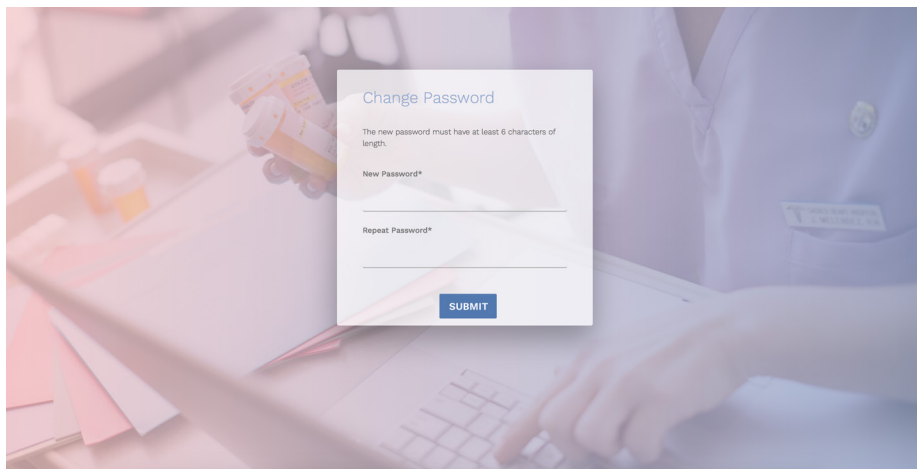 Change Password
The new password must have at least 6 characters of
length.
New Password*
Repeat Password*
SUBMIT